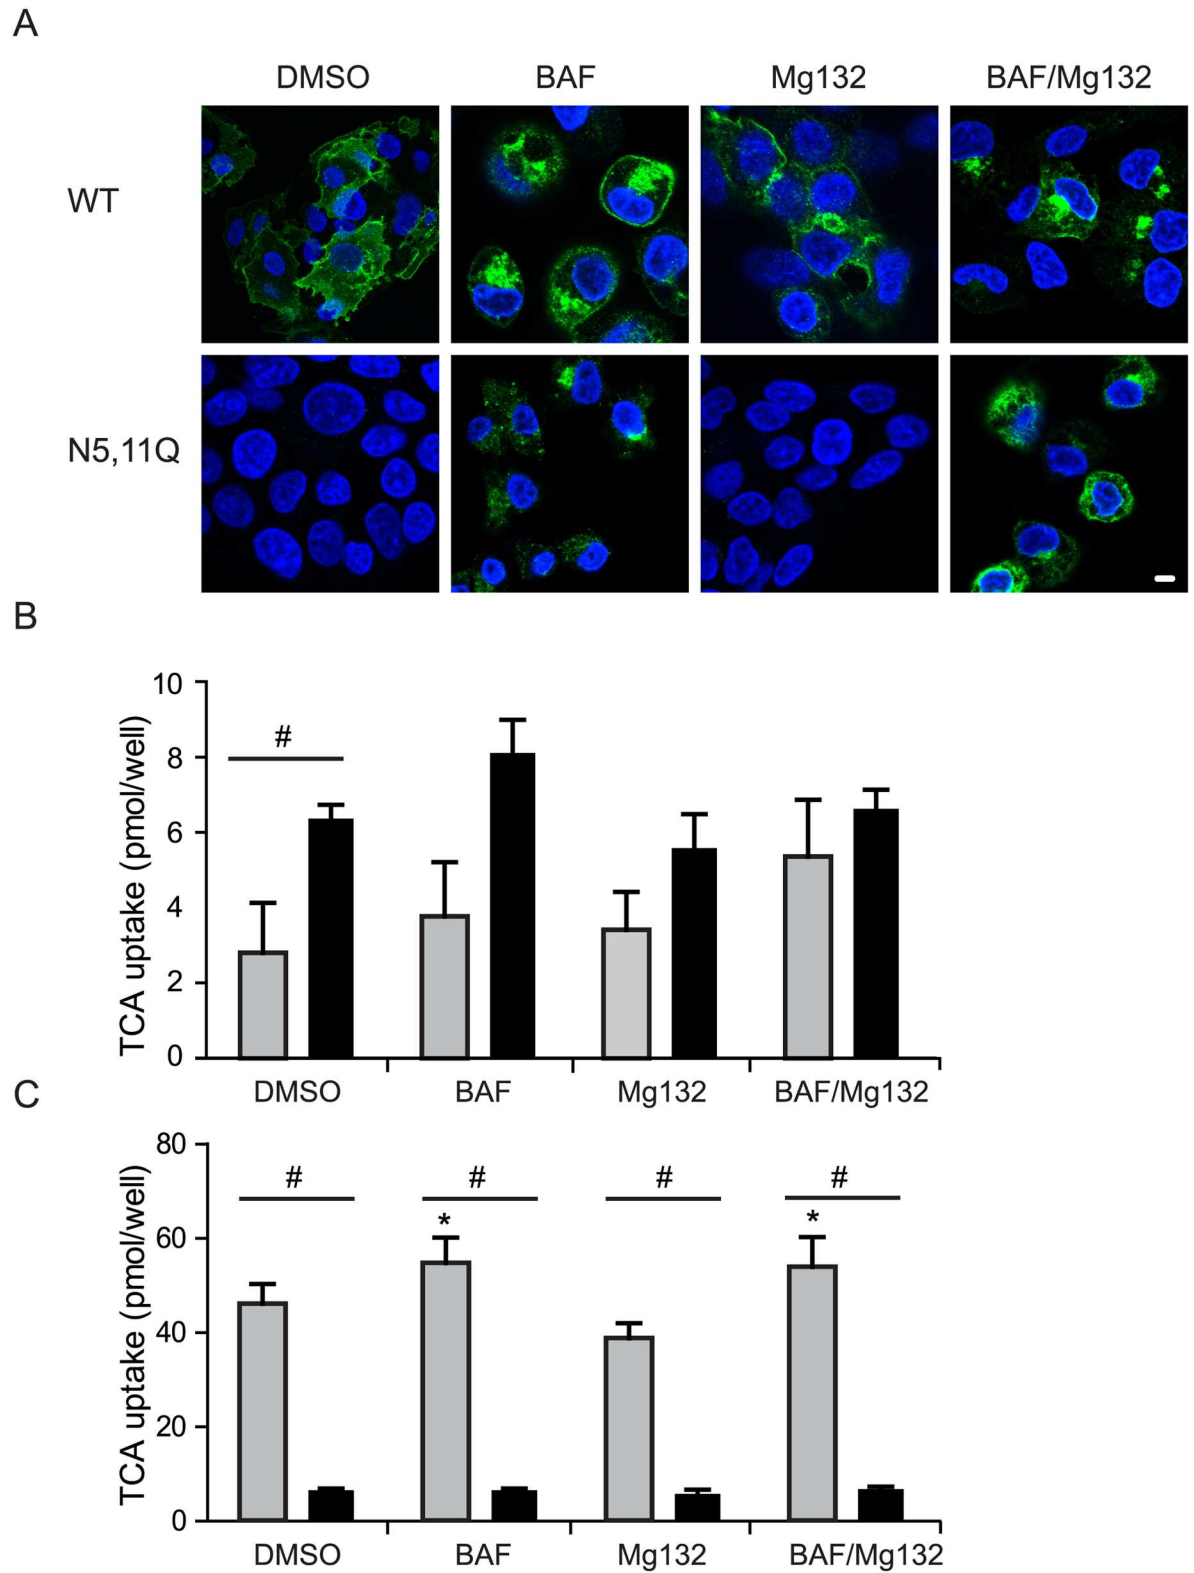 A
DMSO BAF Mg132 BAF/Mg132
WT
N5,11Q
B
TCA uptake (pmol/well)
10
8
6
4
2
0
#
DMSO BAF Mg132 BAF/Mg132
C
TCA uptake (pmol/well)
80
60
40
20
0
# # # #
* *
DMSO BAF Mg132 BAF/Mg132